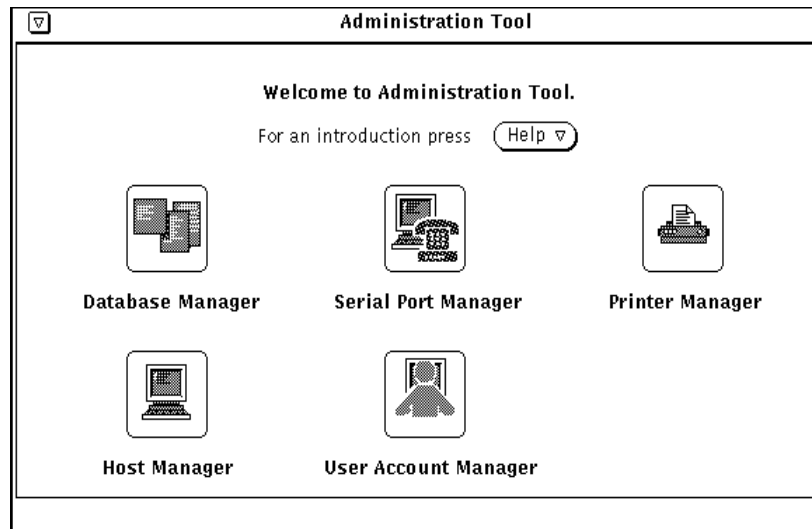 Administration Tool
Welcome to Administration Tool.
For an introduction press Help
Database Manager Serial Port Manager Printer Manager
Host Manager User Account Manager